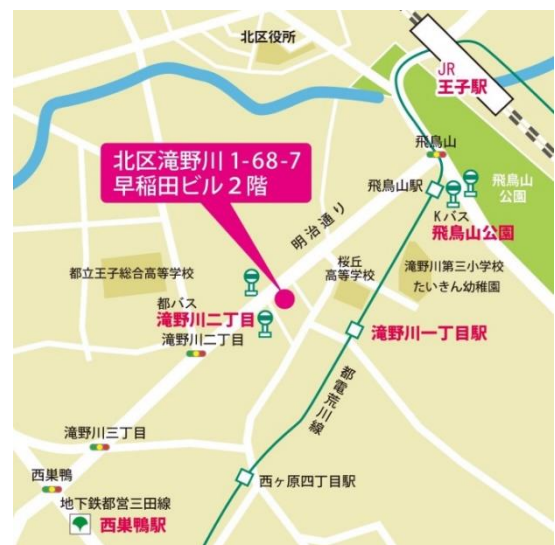 北区役所
JR
王子駅
飛鳥山
北区滝野川1-68-7
早稲田ビル2階
飛鳥山駅
飛鳥山
公園
Kバス
飛鳥山公園
明治通り
桜丘
高等学校
滝野川第三小学校
たいきん幼稚園
都立王子総合高等学校
都バス
滝野川二丁目
滝野川二丁目
滝野川一丁目駅
都電荒川線
滝野川三丁目
西巣鴨
西ヶ原四丁目駅
地下鉄都営三田線
西巣鴨駅